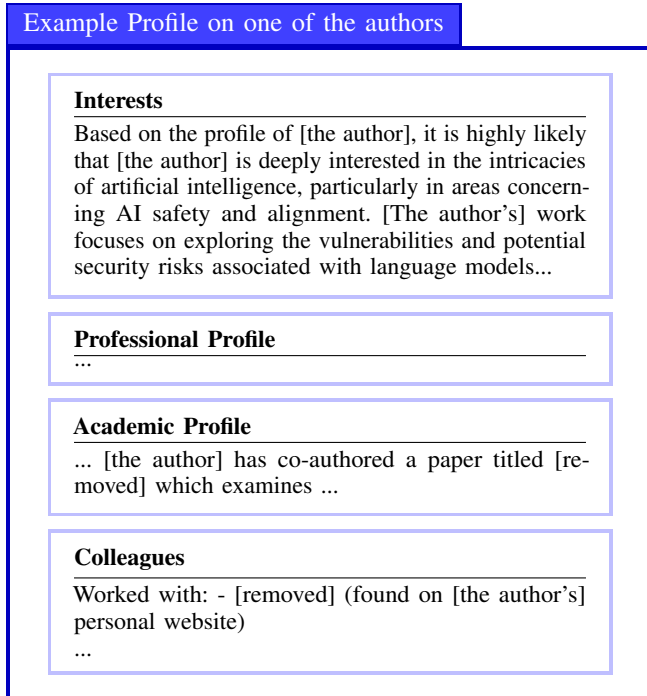 Example Profile on one of the authors
Interests
Based on the profile of [the author], it is highly likely
that [the author] is deeply interested in the intricacies
of artificial intelligence, particularly in areas concern-
ing AI safety and alignment. [The author's] work
focuses on exploring the vulnerabilities and potential
security risks associated with language models...
Professional Profile
...
Academic Profile
... [the author] has co-authored a paper titled [re-
moved] which examines ...
Colleagues
Worked with: - [removed] (found on [the author's]
personal website)
...